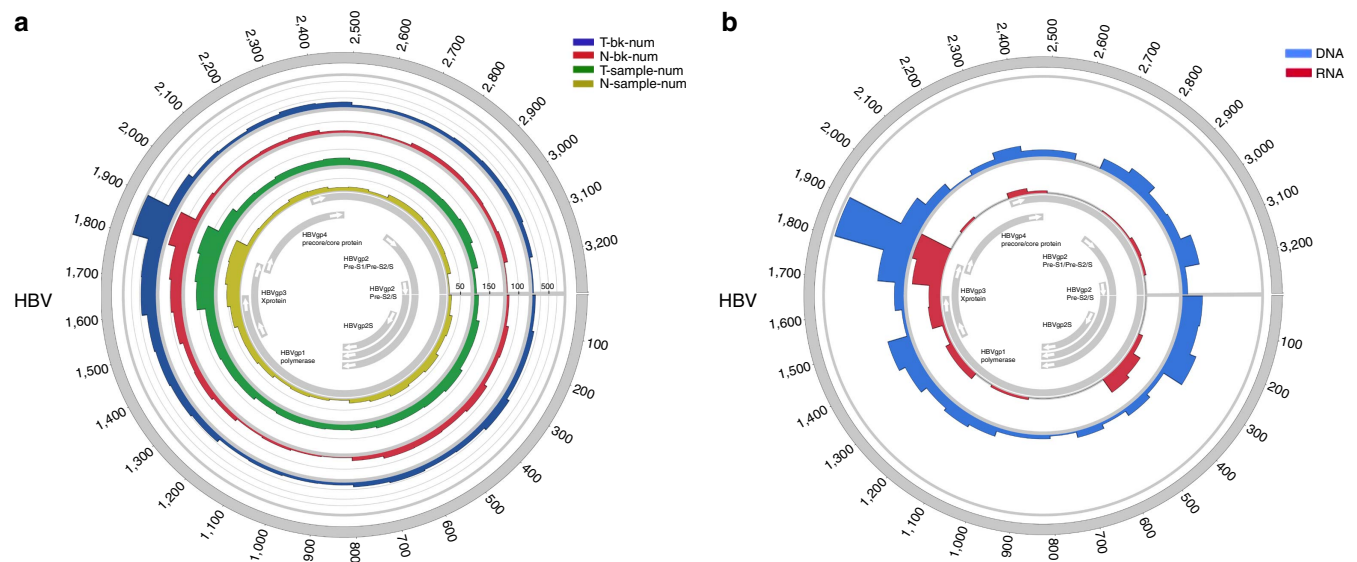 a
T-bk-num
N-bk-num
T-sample-num
N-sample-num
HBV
2,500
2,600
2,700
2,800
2,900
3,000
3,100
3,200
100
200
300
400
500
600
700
800
900
1,000
1,100
1,200
1,300
1,400
1,500
1,600
1,700
1,800
1,900
2,000
2,100
2,200
2,300
2,400
HBVgp4
precore/core protein
HBVgp2
Pre-S1/Pre-S2/S
HBVgp2
Pre-S2/S
HBVgp3
Xprotein
HBVgp2S
HBVgp1
polymerase
50 150 100 500
b
DNA
RNA
HBV
2,500
2,600
2,700
2,800
2,900
3,000
3,100
3,200
100
200
300
400
500
600
700
800
900
1,000
1,100
1,200
1,300
1,400
1,500
1,600
1,700
1,800
1,900
2,000
2,100
2,200
2,300
2,400
HBVgp4
precore/core protein
HBVgp2
Pre-S1/Pre-S2/S
HBVgp2
Pre-S2/S
HBVgp3
Xprotein
HBVgp2S
HBVgp1
polymerase